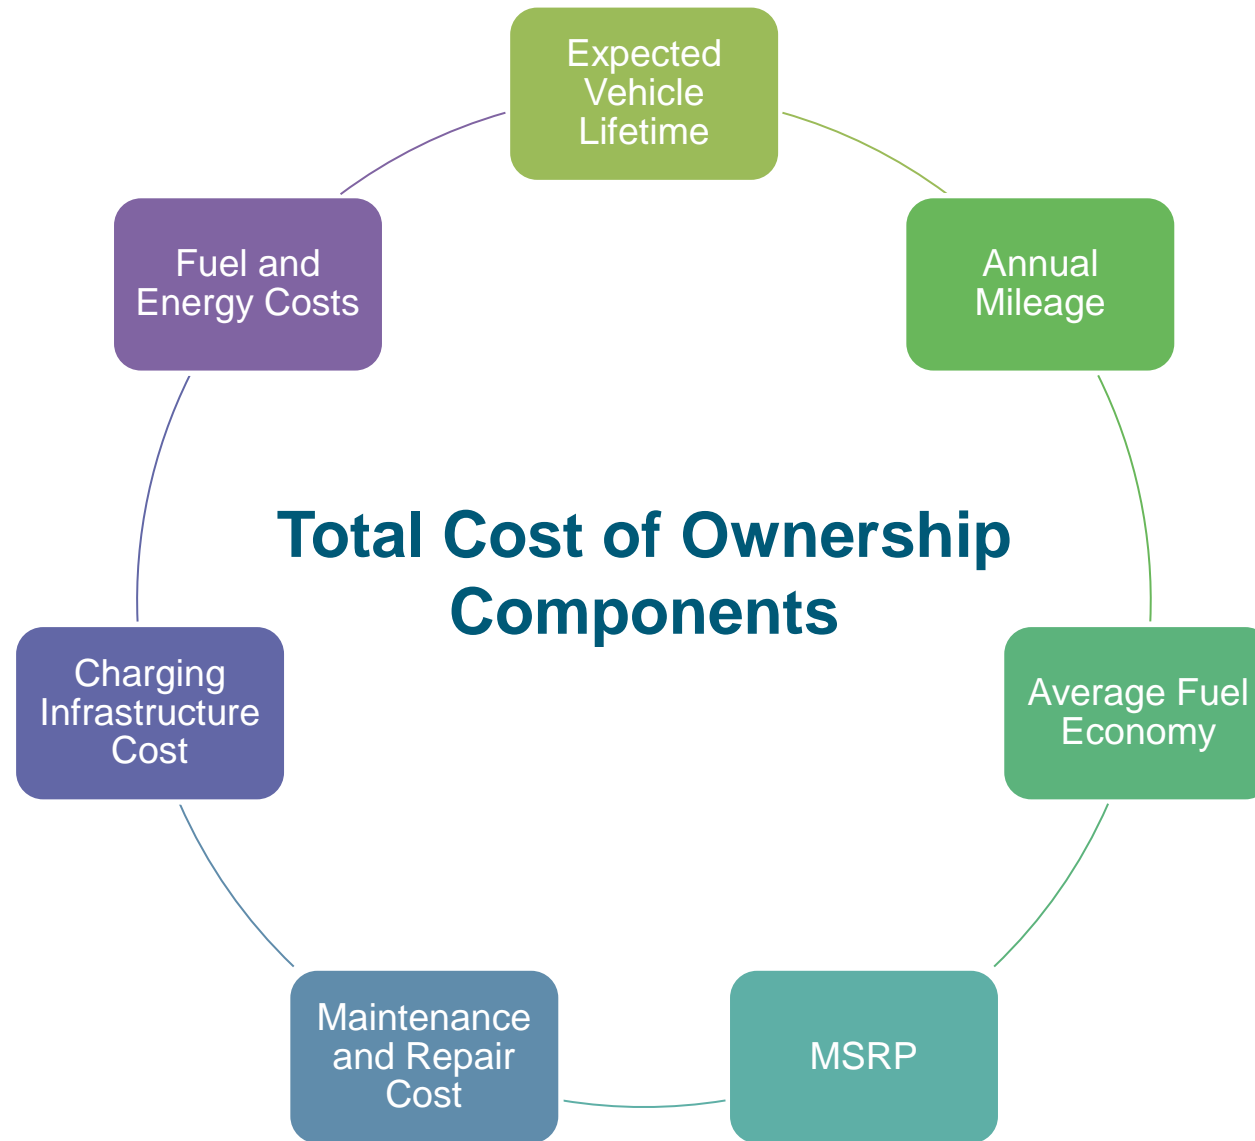 Expected
Vehicle
Lifetime
Fuel and
Energy Costs
Annual
Mileage
Total Cost of Ownership
Components
Charging
Infrastructure
Cost
Average Fuel
Economy
Maintenance
and Repair
Cost
MSRP